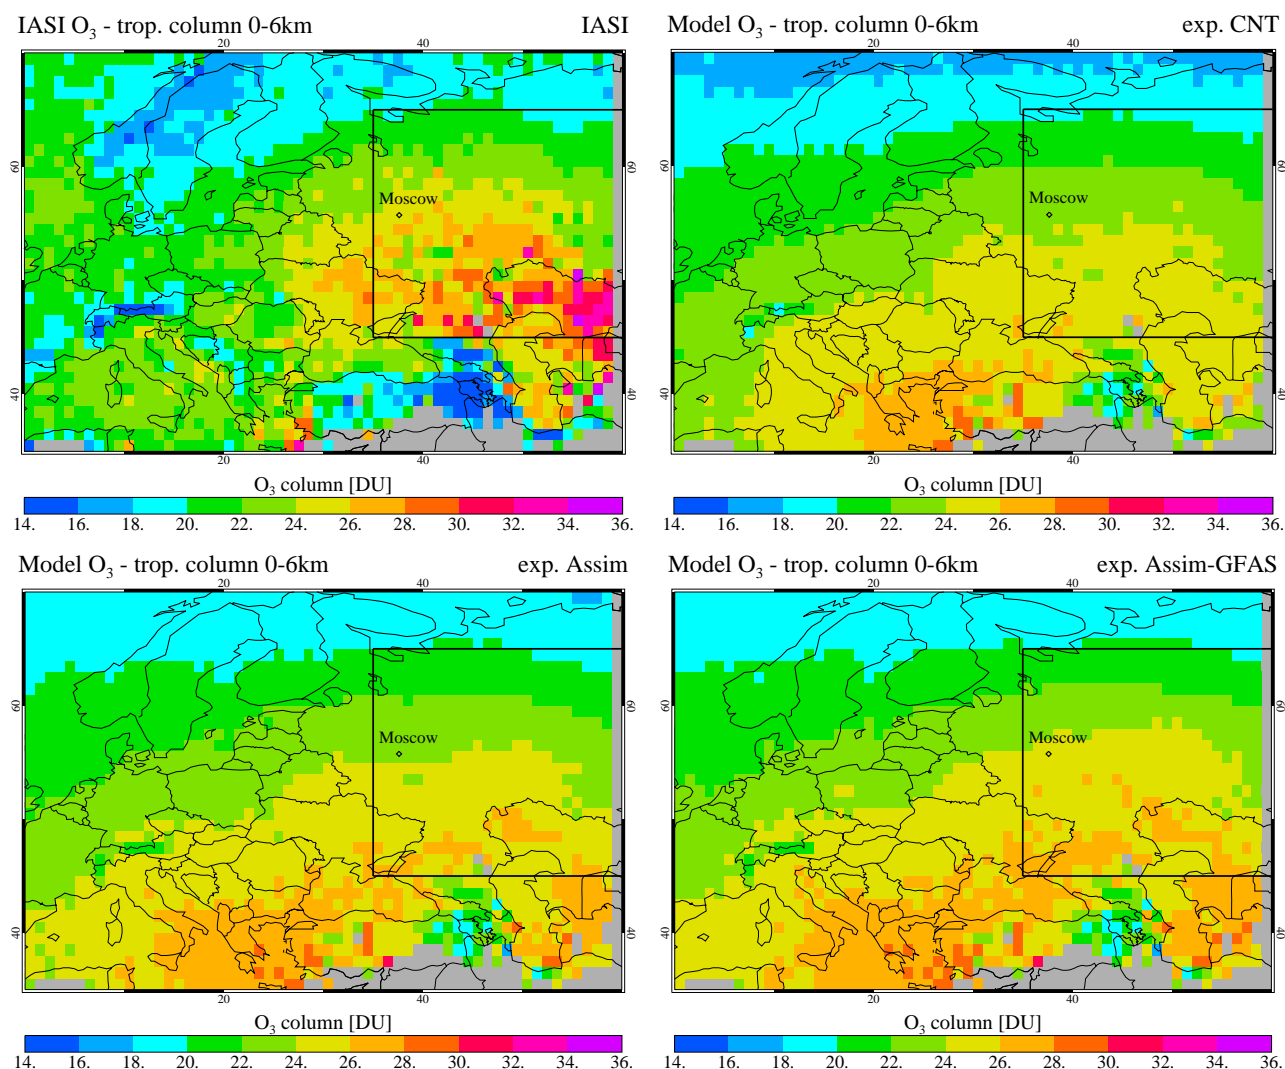 IASI O₃ - trop. column 0-6km IASI
20 40
60
60
Moscow
40
40
20 40
O₃ column [DU]
14. 16. 18. 20. 22. 24. 26. 28. 30. 32. 34. 36.
Model O₃ - trop. column 0-6km exp. CNT
20 40
60
60
Moscow
40
40
20 40
O₃ column [DU]
14. 16. 18. 20. 22. 24. 26. 28. 30. 32. 34. 36.
Model O₃ - trop. column 0-6km exp. Assim
20 40
60
60
Moscow
40
40
20 40
O₃ column [DU]
14. 16. 18. 20. 22. 24. 26. 28. 30. 32. 34. 36.
Model O₃ - trop. column 0-6km exp. Assim-GFAS
20 40
60
60
Moscow
40
40
20 40
O₃ column [DU]
14. 16. 18. 20. 22. 24. 26. 28. 30. 32. 34. 36.